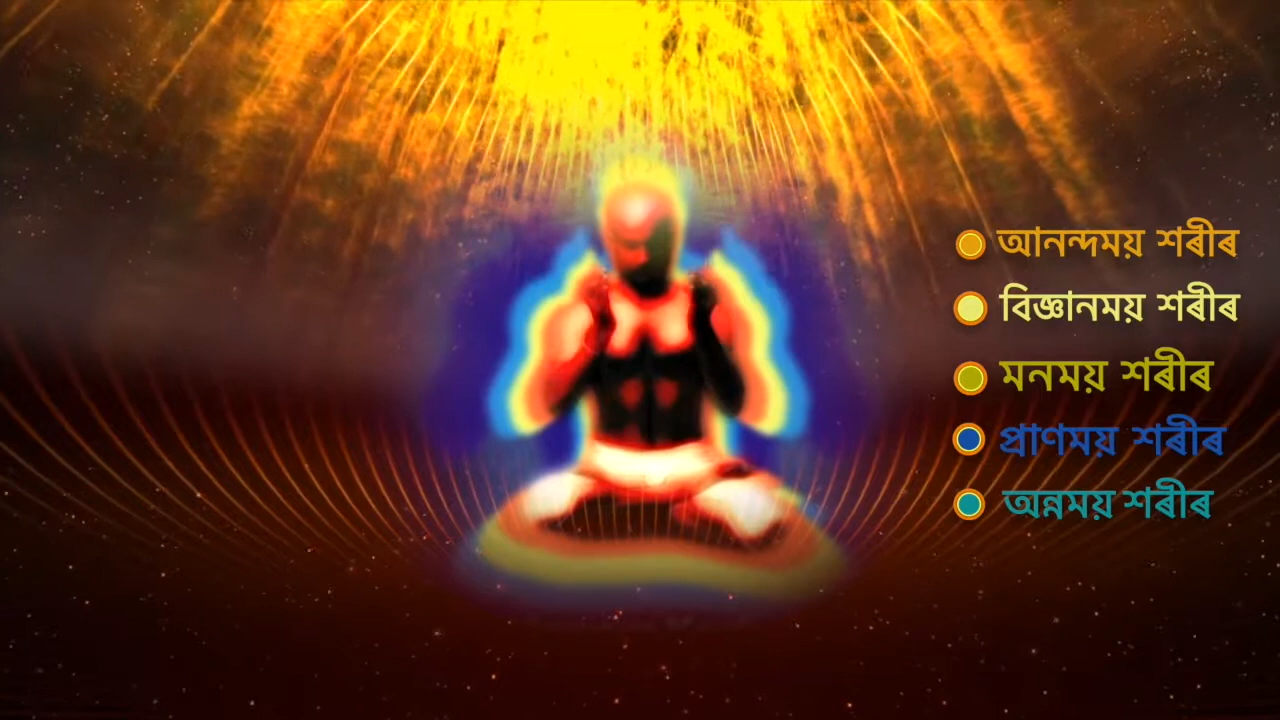 আনন্দময় শৰীৰ
বিজ্ঞানময় শৰীৰ
মনময় শৰীৰ
প্ৰাণময় শৰীৰ
অন্নময় শৰীৰ